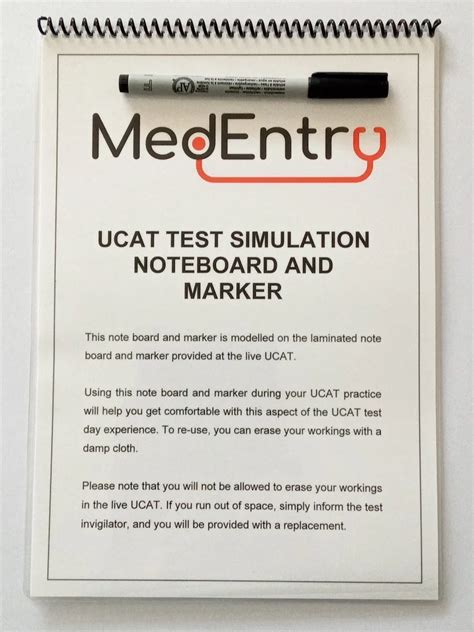 MedEntry
UCAT TEST SIMULATION
NOTEBOARD AND
MARKER
This note board and marker is modelled on the laminated note
board and marker provided at the live UCAT.
Using this note board and marker during your UCAT practice
will help you get comfortable with this aspect of the UCAT test
day experience. To re-use, you can erase your workings with a
damp cloth.
Please note that you will not be allowed to erase your workings
in the live UCAT. If you run out of space, simply inform the test
invigilator, and you will be provided with a replacement.